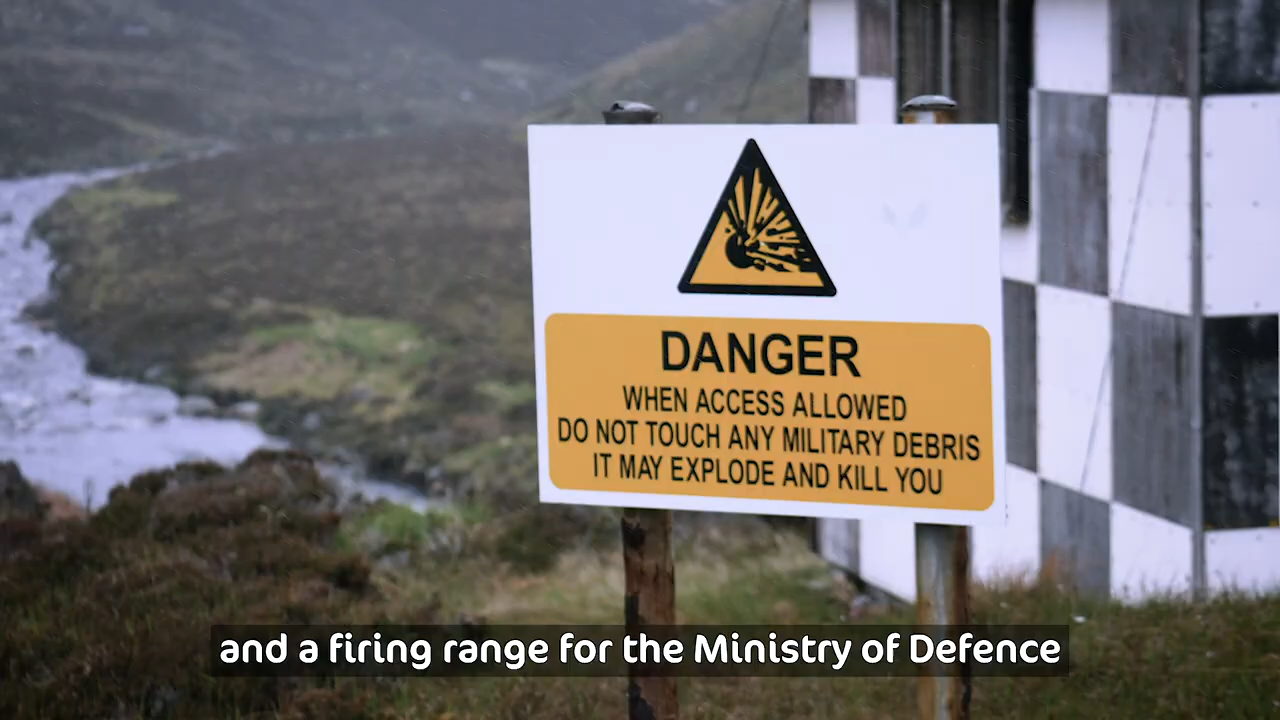 DANGER
WHEN ACCESS ALLOWED
DO NOT TOUCH ANY MILITARY DEBRIS
IT MAY EXPLODE AND KILL YOU
and a firing range for the Ministry of Defence